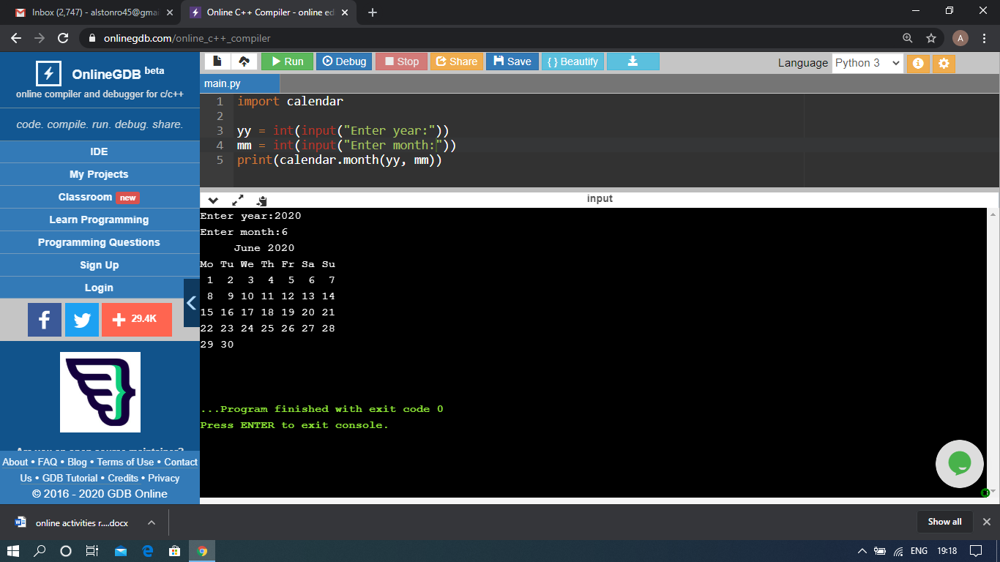 Inbox (2,747) - alstonro45@gmai
Online C++ Compiler - online ed
onlinegdb.com/online_c++_compiler
A
OnlineGDB beta
online compiler and debugger for c/c++
code. compile. run. debug. share.
IDE
My Projects
Classroom new
Learn Programming
Programming Questions
Sign Up
Login
29.4K
Are you an open source maintainer?
About • FAQ • Blog • Terms of Use • Contact
Us • GDB Tutorial • Credits • Privacy
© 2016 - 2020 GDB Online
Run Debug Stop Share Save { } Beautify
Language Python 3
main.py
1 import calendar
2
3 yy = int(input("Enter year:"))
4 mm = int(input("Enter month:"))
5 print(calendar.month(yy, mm))
input
Enter year:2020
Enter month:6
June 2020
Mo Tu We Th Fr Sa Su
1 2 3 4 5 6 7
8 9 10 11 12 13 14
15 16 17 18 19 20 21
22 23 24 25 26 27 28
29 30
...Program finished with exit code 0
Press ENTER to exit console.
online activities r....docx
Show all
ENG 19:18